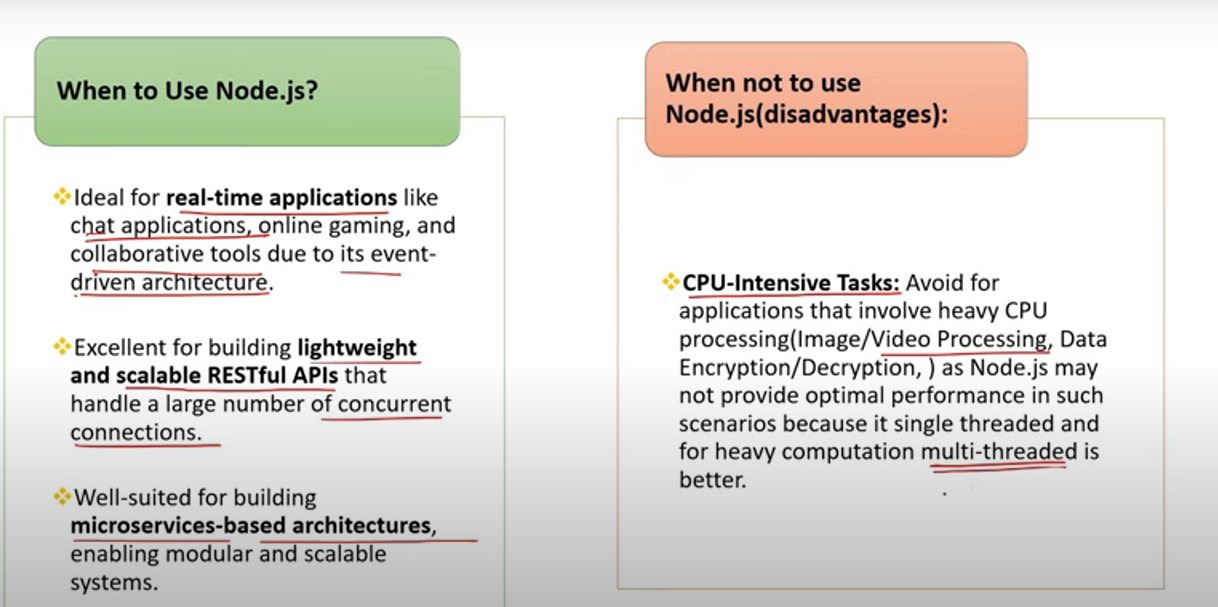 When to Use Node.js?
Ideal for real-time applications like
chat applications, online gaming, and
collaborative tools due to its event-
driven architecture.
Excellent for building lightweight
and scalable RESTful APIs that
handle a large number of concurrent
connections.
Well-suited for building
microservices-based architectures,
enabling modular and scalable
systems.
When not to use
Node.js(disadvantages):
CPU-Intensive Tasks: Avoid for
applications that involve heavy CPU
processing(Image/Video Processing, Data
Encryption/Decryption, ) as Node.js may
not provide optimal performance in such
scenarios because it single threaded and
for heavy computation multi-threaded is
better.